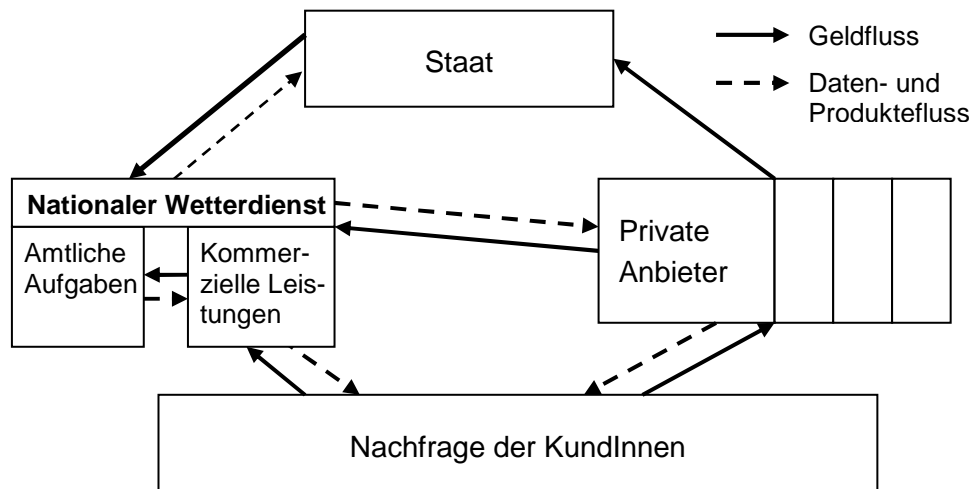 Staat
Geldfluss
Daten- und
Produktefluss
Nationaler Wetterdienst
Amtliche
Aufgaben
Kommer-
zielle Leis-
tungen
Private
Anbieter
Nachfrage der KundInnen